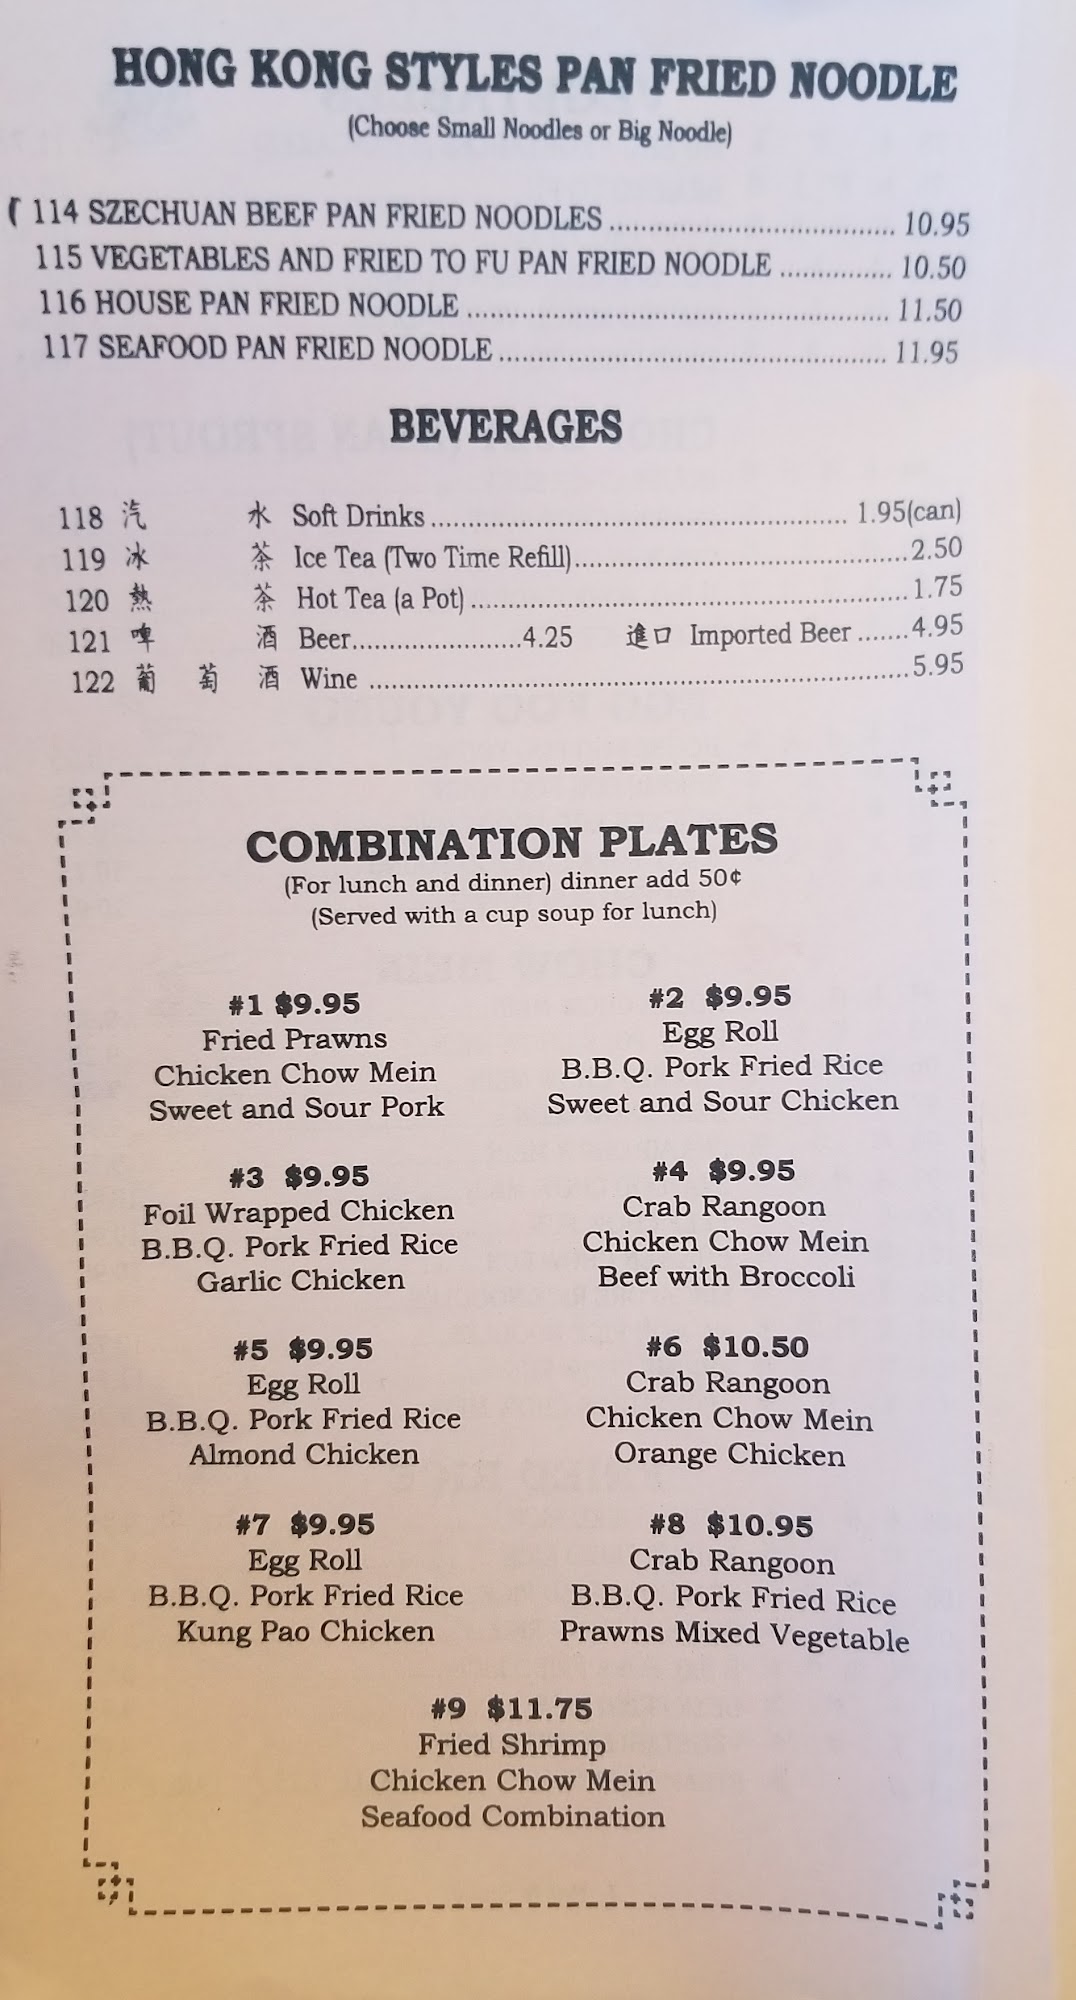 HONG KONG STYLES PAN FRIED NOODLE
(Choose Small Noodles or Big Noodle)
114 SZECHUAN BEEF PAN FRIED NOODLES ........ 10.95
115 VEGETABLES AND FRIED TO FU PAN FRIED NOODLE ........ 10.50
116 HOUSE PAN FRIED NOODLE ........ 11.50
117 SEAFOOD PAN FRIED NOODLE ........ 11.95
BEVERAGES
118 汽 水 Soft Drinks ........ 1.95(can)
119 冰 茶 Ice Tea (Two Time Refill) ........ 2.50
120 熱 茶 Hot Tea (a Pot) ........ 1.75
121 啤 酒 Beer ........ 4.25 進口 Imported Beer ....... 4.95
122 葡 萄 酒 Wine ........ 5.95
COMBINATION PLATES
(For lunch and dinner) dinner add 50¢
(Served with a cup soup for lunch)
#1 $9.95
Fried Prawns
Chicken Chow Mein
Sweet and Sour Pork
#2 $9.95
Egg Roll
B.B.Q. Pork Fried Rice
Sweet and Sour Chicken
#3 $9.95
Foil Wrapped Chicken
B.B.Q. Pork Fried Rice
Garlic Chicken
#4 $9.95
Crab Rangoon
Chicken Chow Mein
Beef with Broccoli
#5 $9.95
Egg Roll
B.B.Q. Pork Fried Rice
Almond Chicken
#6 $10.50
Crab Rangoon
Chicken Chow Mein
Orange Chicken
#7 $9.95
Egg Roll
B.B.Q. Pork Fried Rice
Kung Pao Chicken
#8 $10.95
Crab Rangoon
B.B.Q. Pork Fried Rice
Prawns Mixed Vegetable
#9 $11.75
Fried Shrimp
Chicken Chow Mein
Seafood Combination